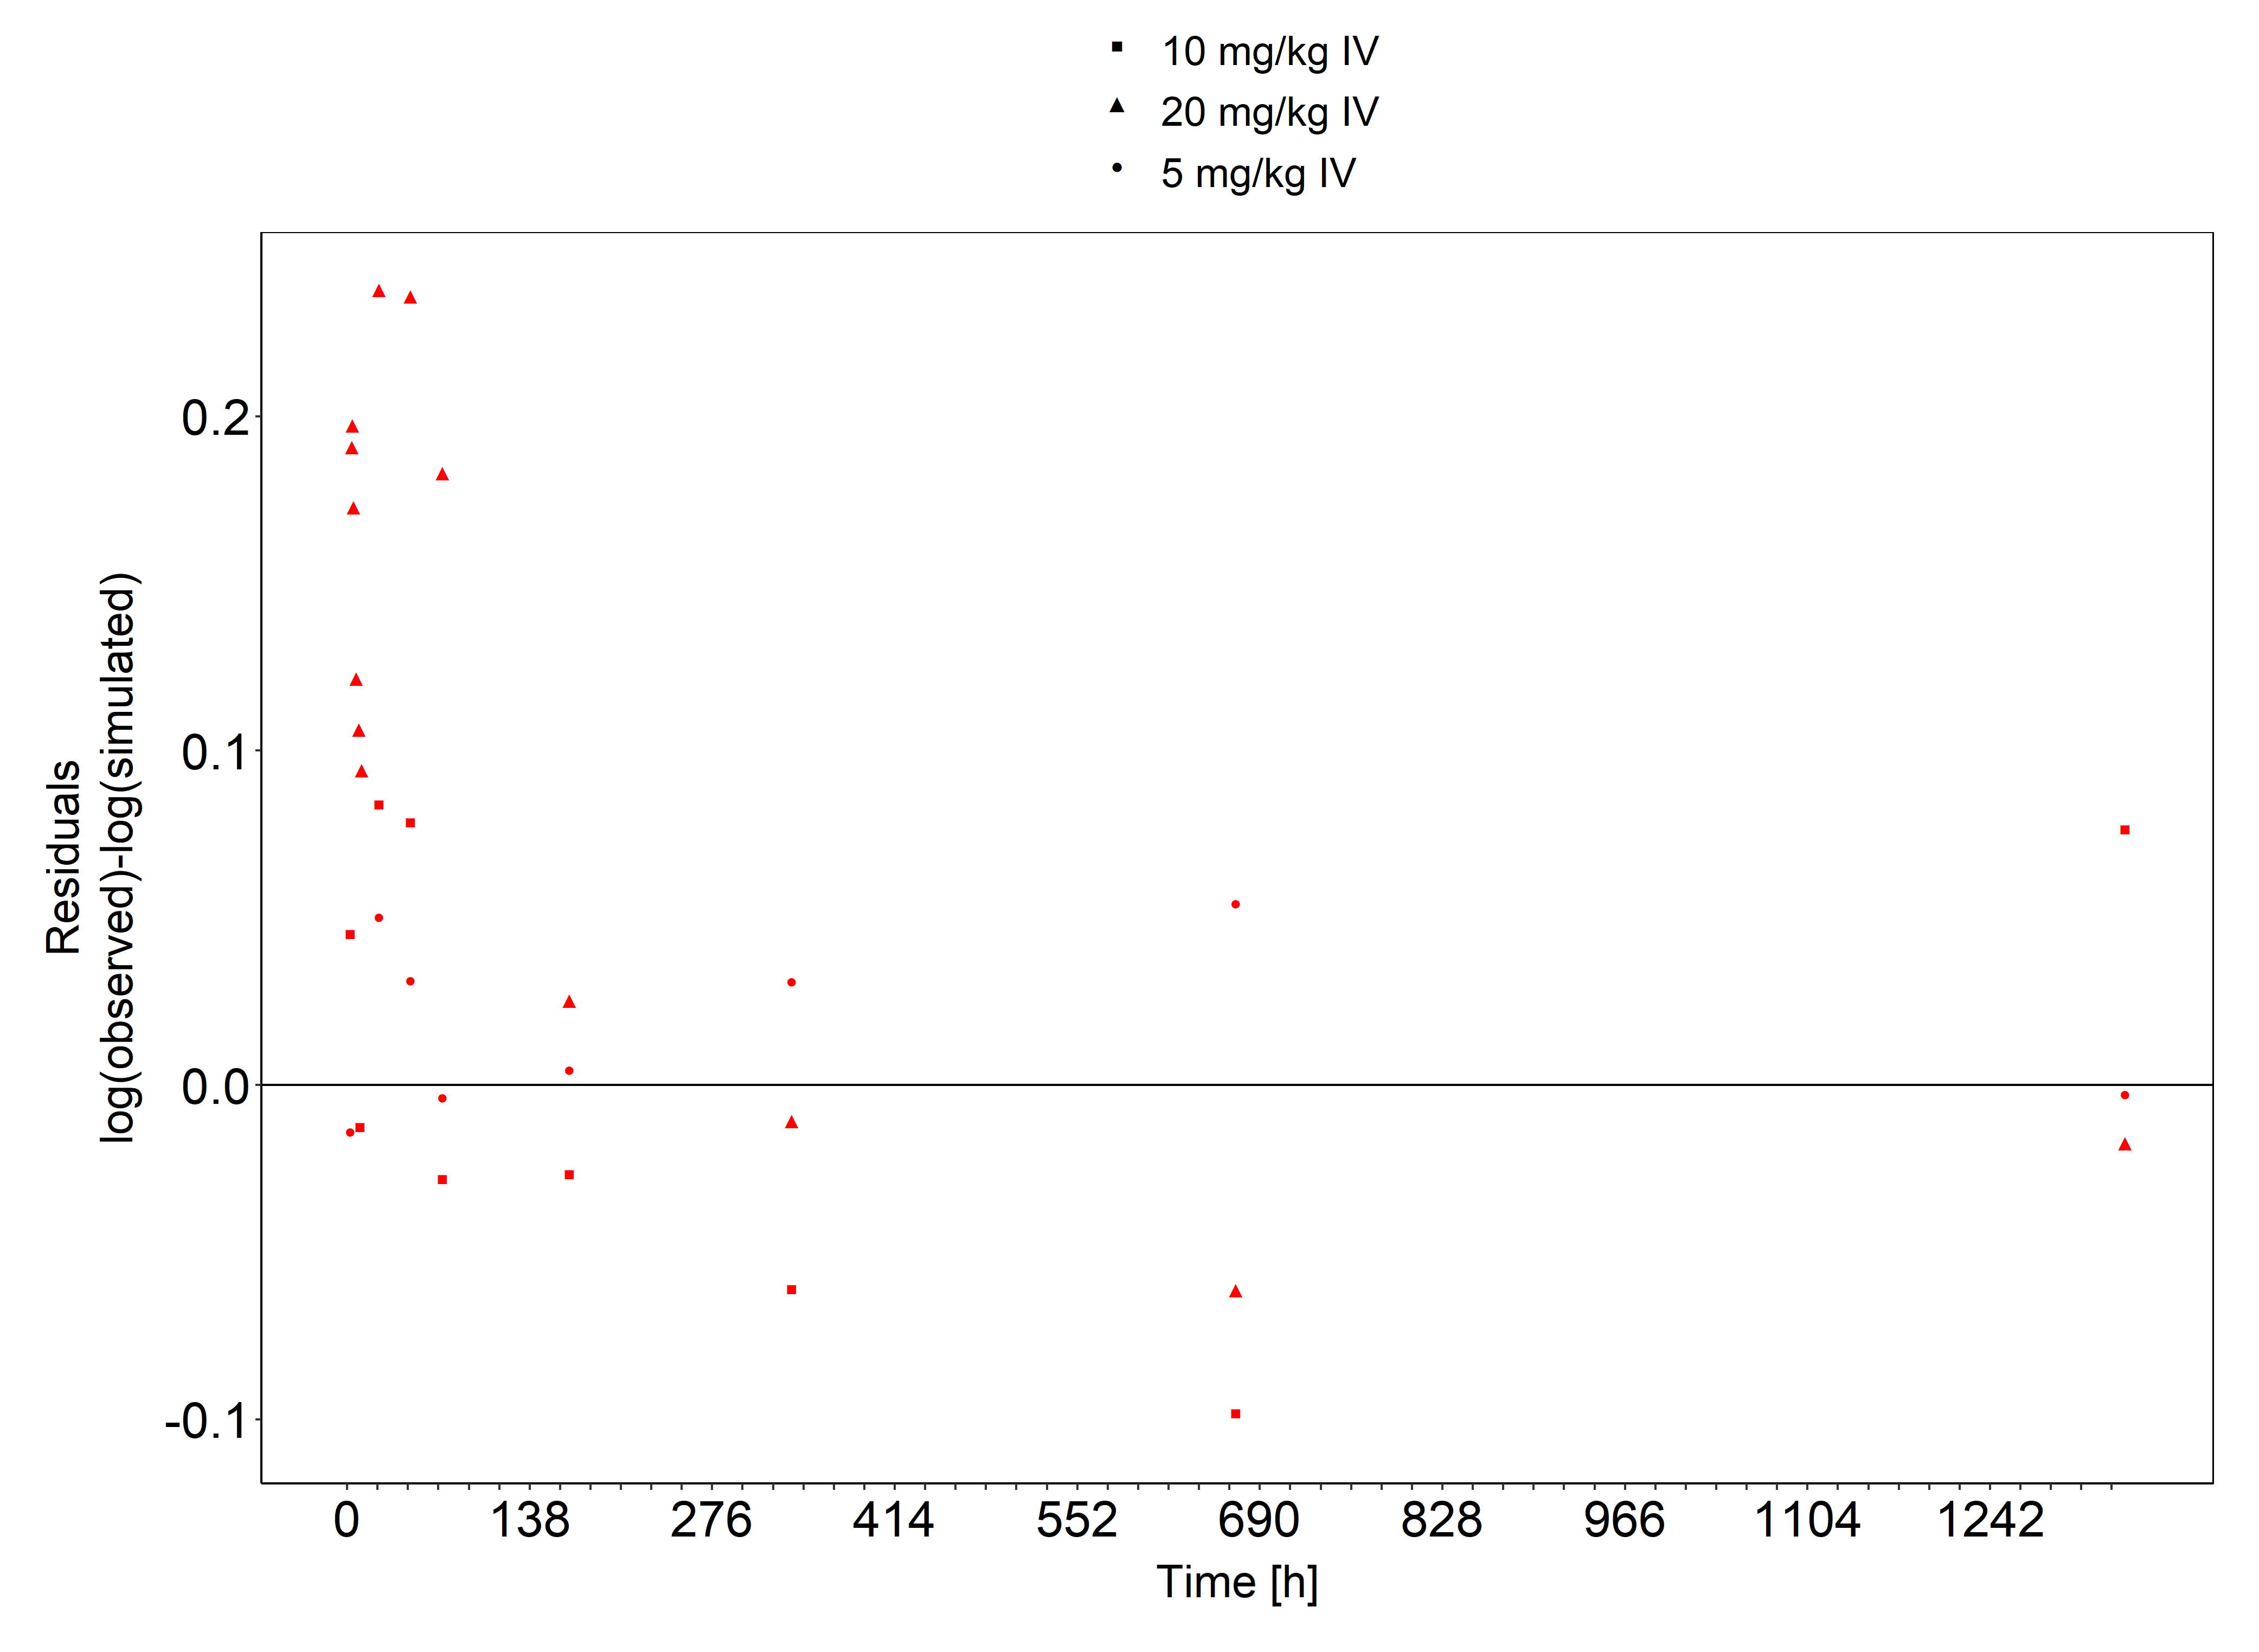 10 mg/kg IV
20 mg/kg IV
5 mg/kg IV
Residuals
log(observed)-log(simulated)
0.2
0.1
0.0
-0.1
0 138 276 414 552 690 828 966 1104 1242
Time [h]